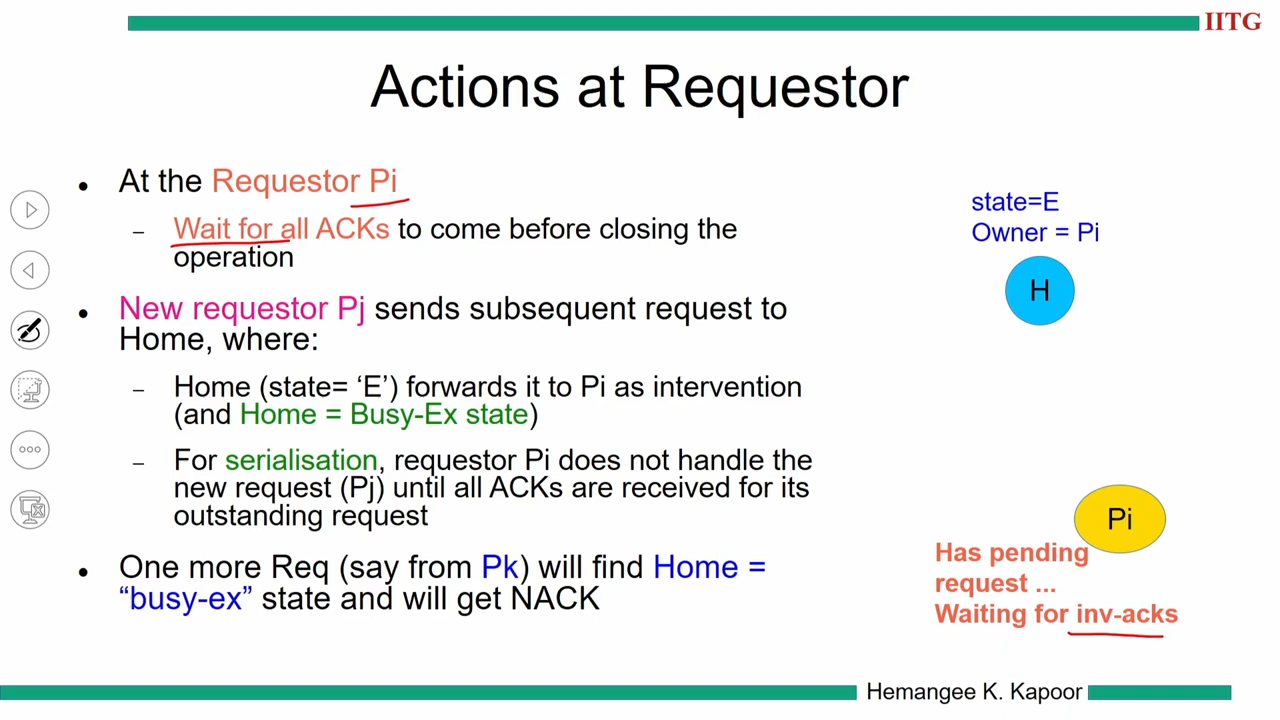 IITG
Actions at Requestor
• At the Requestor Pi
– Wait for all ACKs to come before closing the
operation
• New requestor Pj sends subsequent request to
Home, where:
– Home (state= ‘E’) forwards it to Pi as intervention
(and Home = Busy-Ex state)
– For serialisation, requestor Pi does not handle the
new request (Pj) until all ACKs are received for its
outstanding request
• One more Req (say from Pk) will find Home =
“busy-ex” state and will get NACK
state=E
Owner = Pi
H
Pi
Has pending
request ...
Waiting for inv-acks
Hemangee K. Kapoor